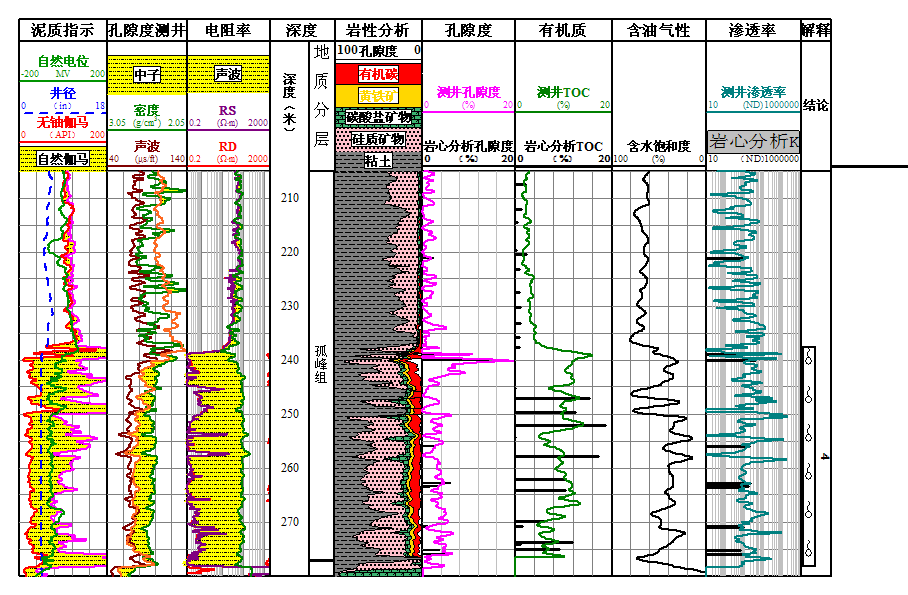 泥质指示 孔隙度测井 电阻率 深度 岩性分析 孔隙度 有机质 含油气性 渗透率 解释
自然电位
-200 MV 200
井径
0 (in) 18
无铀伽马
0 (API) 200
自然伽马
中子
密度
3.05 (g/cm³) 2.05
声波
40 (μs/ft) 140
声波
RS
0.2 (Ω·m) 2000
RD
0.2 (Ω·m) 2000
深度(米)
地质分层
100 孔隙度 0
有机碳
黄铁矿
碳酸盐矿物
硅质矿物
粘土
测井孔隙度
0 (%) 20
岩心分析孔隙度
0 (%) 20
测井TOC
0 (%) 20
岩心分析TOC
0 (%) 20
含水饱和度
100 (%) 0
测井渗透率
10 (ND) 1000000
岩心分析K
10 (ND) 1000000
结论
210
220
230
240
250
260
270
孤峰组
4